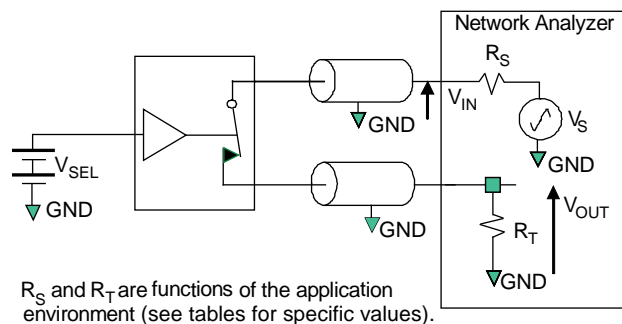 Network Analyzer
R_S
V_IN
V_S
GND
GND
V_SEL
GND
V_OUT
R_T
GND
GND
R_S and R_T are functions of the application
environment (see tables for specific values).